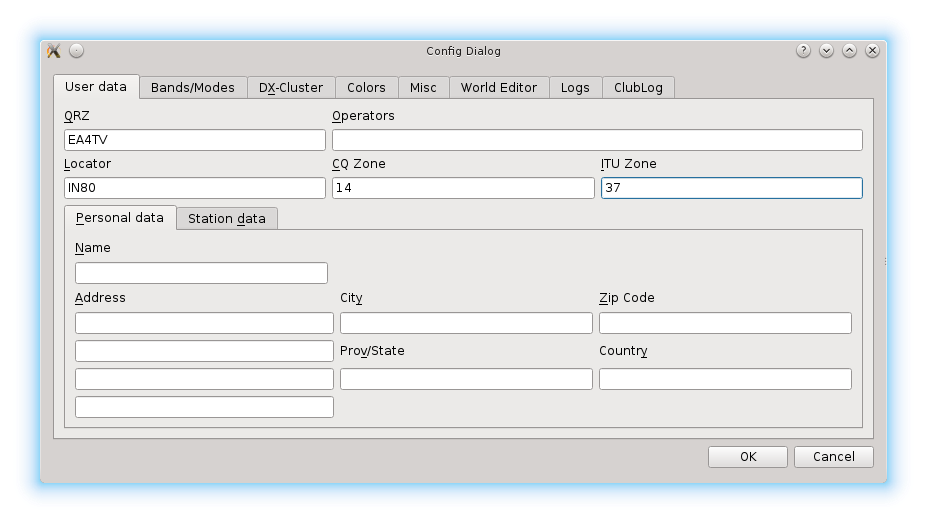 Config Dialog
User data Bands/Modes DX-Cluster Colors Misc World Editor Logs ClubLog
QRZ Operators
EA4TV
Locator CQ Zone ITU Zone
IN80 14 37
Personal data Station data
Name
Address City Zip Code
Prov/State Country
OK Cancel